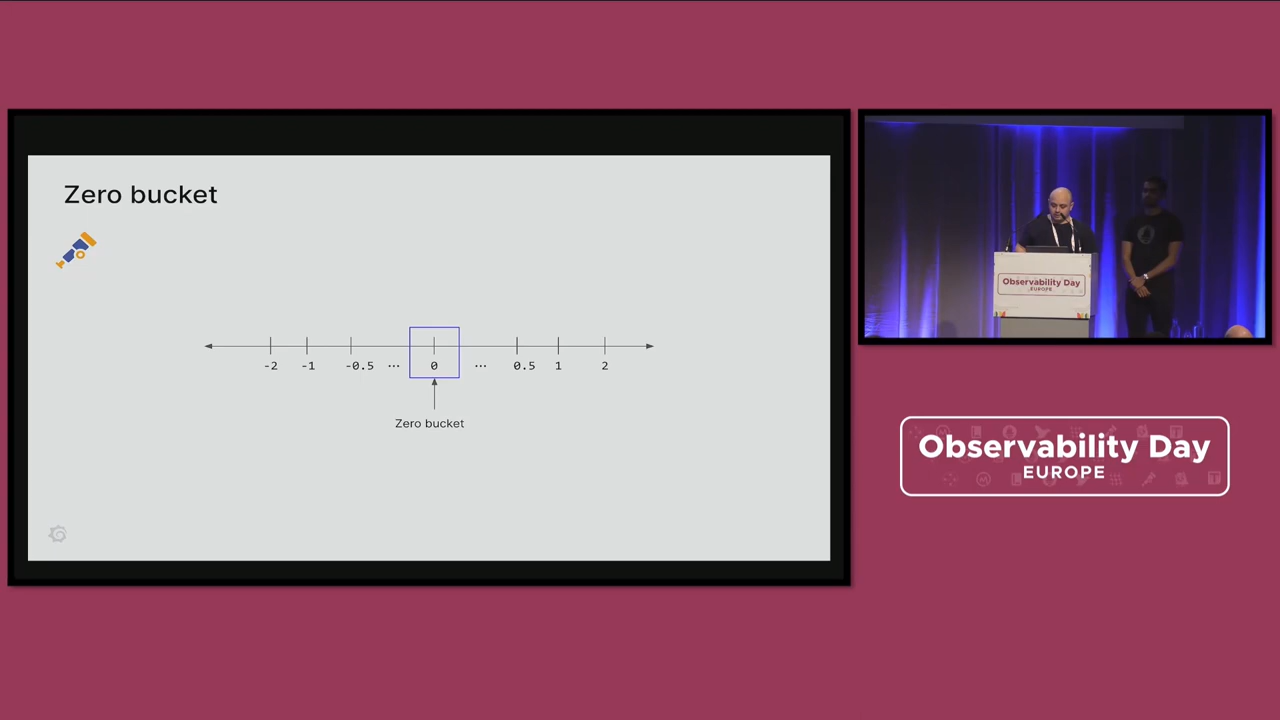 Zero bucket
-2 -1 -0.5 ... 0 ... 0.5 1 2
Zero bucket
Observability Day
EUROPE
Observability Day
EUROPE